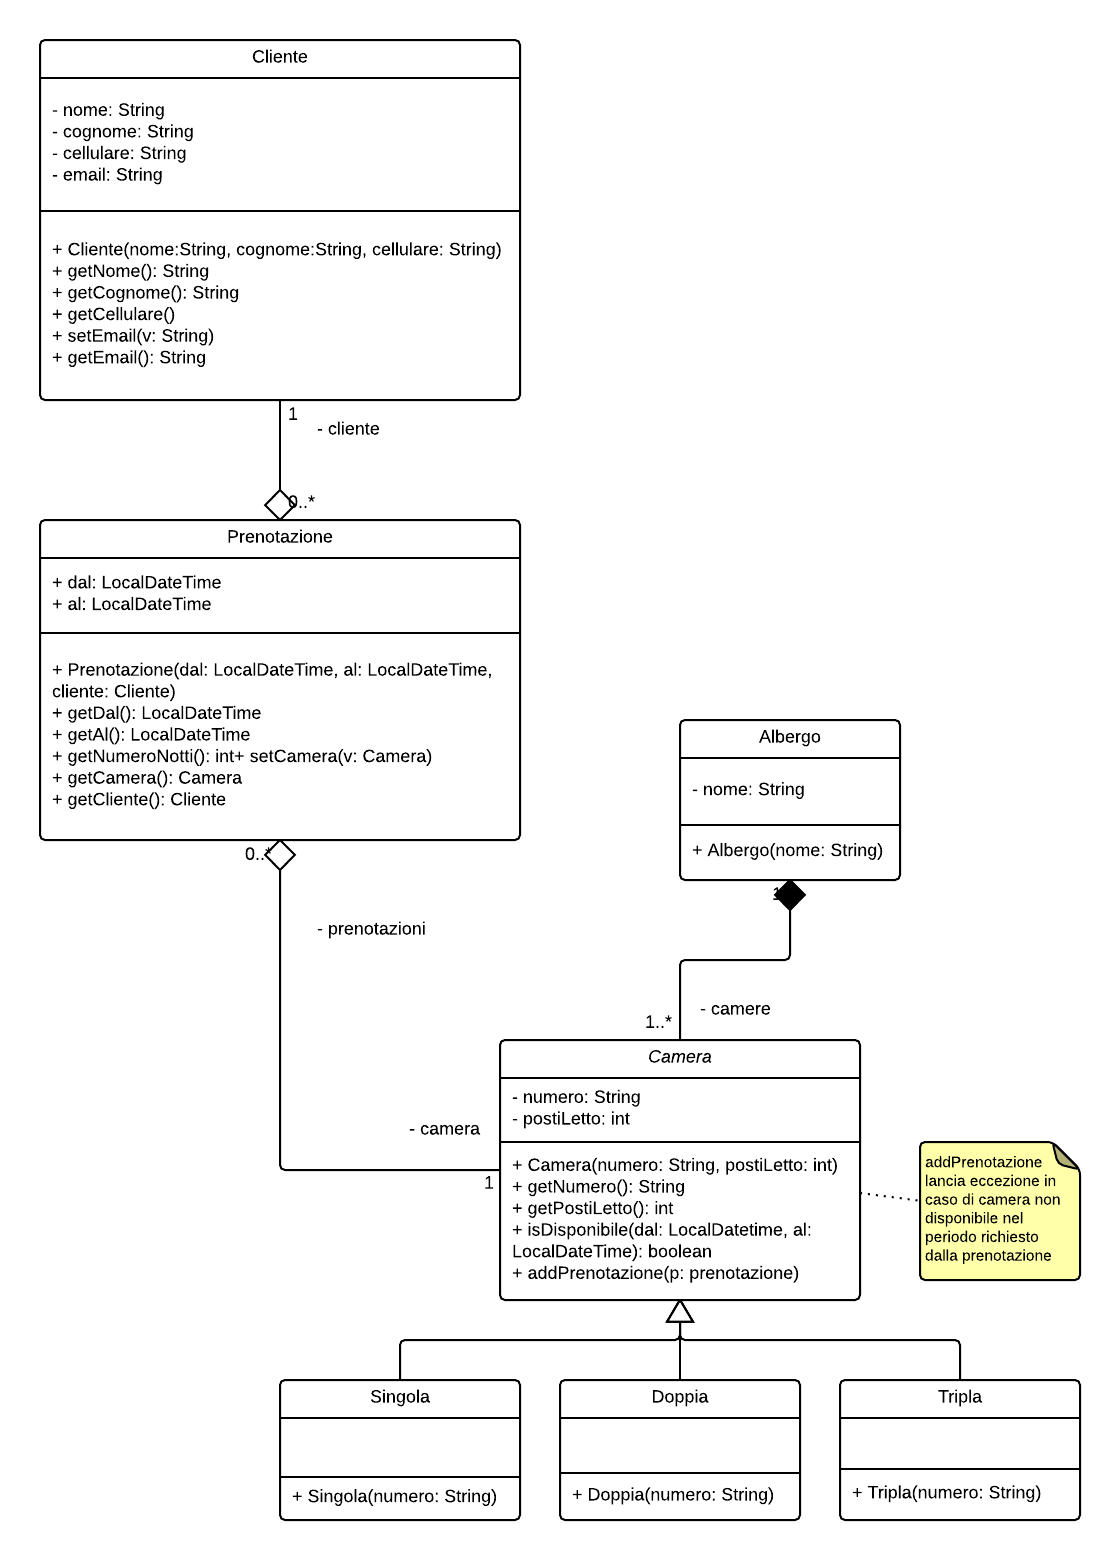 Cliente
- nome: String
- cognome: String
- cellulare: String
- email: String
+ Cliente(nome:String, cognome:String, cellulare: String)
+ getNome(): String
+ getCognome(): String
+ getCellulare()
+ setEmail(v: String)
+ getEmail(): String
1
- cliente
0..*
Prenotazione
+ dal: LocalDateTime
+ al: LocalDateTime
+ Prenotazione(dal: LocalDateTime, al: LocalDateTime,
cliente: Cliente)
+ getDal(): LocalDateTime
+ getAl(): LocalDateTime
+ getNumeroNotti(): int+ setCamera(v: Camera)
+ getCamera(): Camera
+ getCliente(): Cliente
0..*
- prenotazioni
Albergo
- nome: String
+ Albergo(nome: String)
1
- camere
1..*
- camera
1
Camera
- numero: String
- postiLetto: int
+ Camera(numero: String, postiLetto: int)
+ getNumero(): String
+ getPostiLetto(): int
+ isDisponibile(dal: LocalDatetime, al:
LocalDateTime): boolean
+ addPrenotazione(p: prenotazione)
addPrenotazione
lancia eccezione in
caso di camera non
disponibile nel
periodo richiesto
dalla prenotazione
Singola
+ Singola(numero: String)
Doppia
+ Doppia(numero: String)
Tripla
+ Tripla(numero: String)